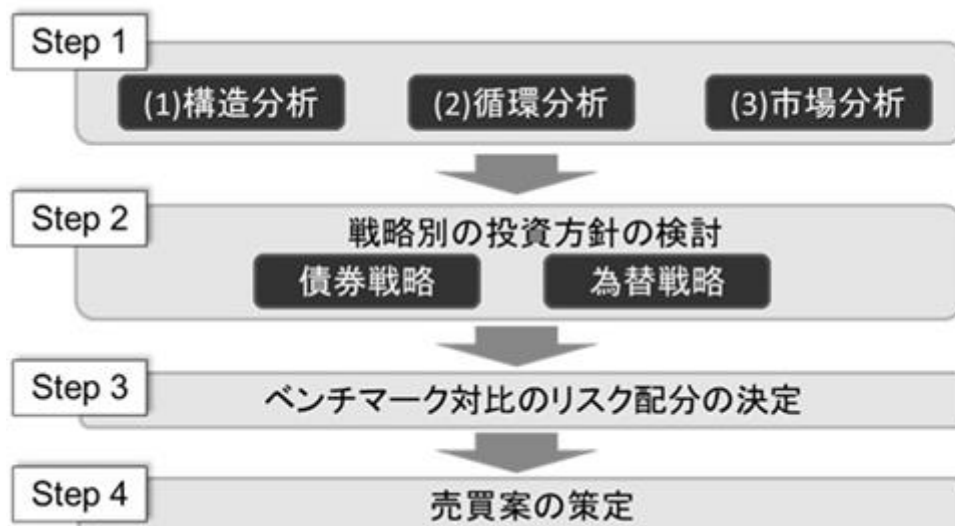 Step 1
(1)構造分析 (2)循環分析 (3)市場分析
Step 2
戦略別の投資方針の検討
債券戦略 為替戦略
Step 3
ベンチマーク対比のリスク配分の決定
Step 4
売買案の策定